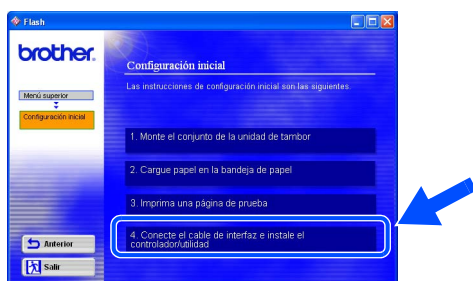 Flash
brother.
Menú superior
Configuración inicial
Configuración inicial
Las instrucciones de configuración inicial son las siguientes.
1. Monte el conjunto de la unidad de tambor
2. Cargue papel en la bandeja de papel
3. Imprima una página de prueba
4. Conecte el cable de interfaz e instale el
controlador/utilidad
Anterior
Salir